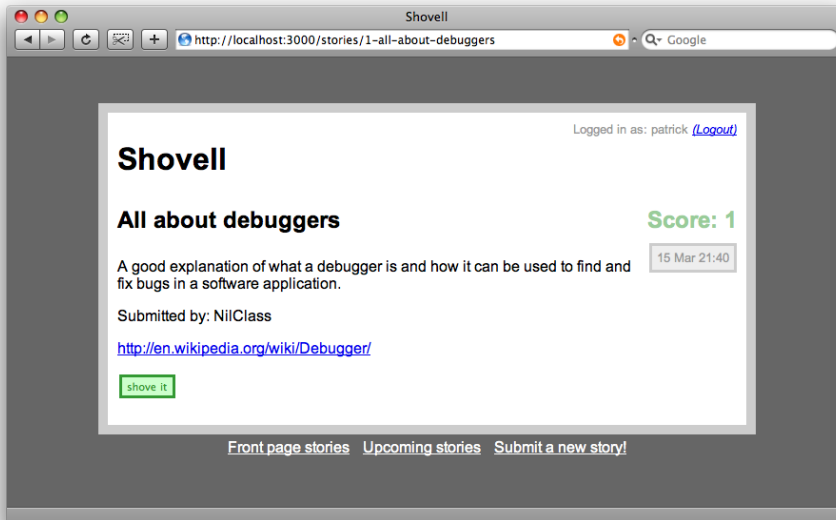 Shovell
http://localhost:3000/stories/1-all-about-debuggers
Google
Logged in as: patrick (Logout)
Shovell
All about debuggers
Score: 1
15 Mar 21:40
A good explanation of what a debugger is and how it can be used to find and
fix bugs in a software application.
Submitted by: NilClass
http://en.wikipedia.org/wiki/Debugger/
shove it
Front page stories Upcoming stories Submit a new story!